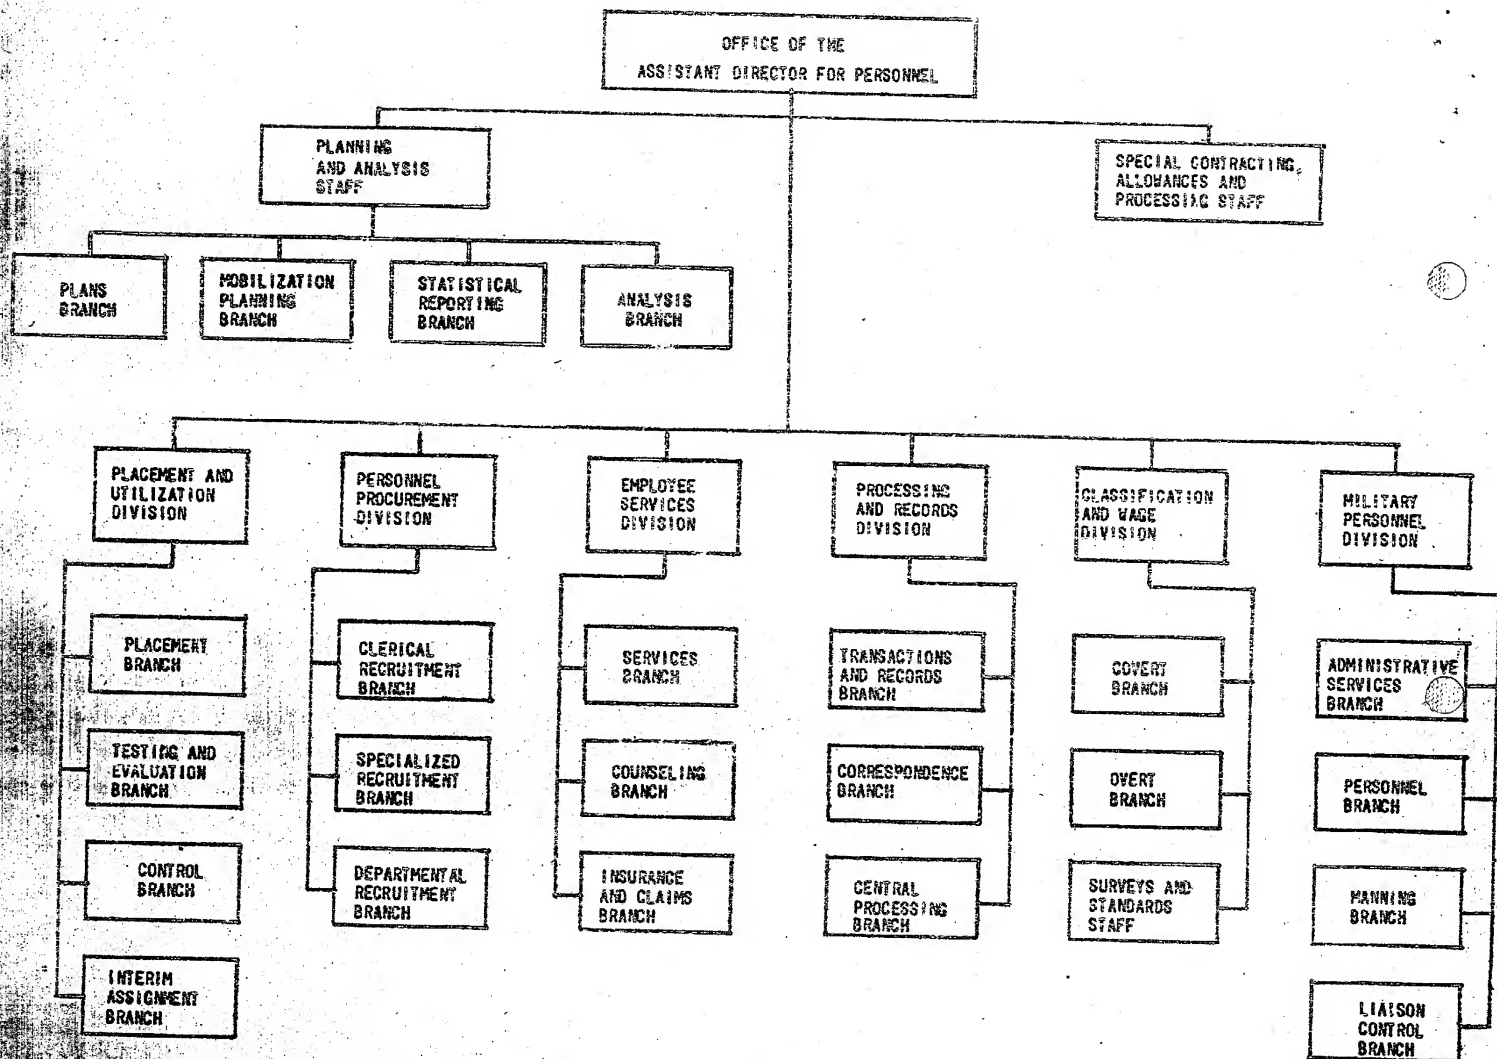 OFFICE OF THE
ASSISTANT DIRECTOR FOR PERSONNEL
PLANNING
AND ANALYSIS
STAFF
SPECIAL CONTRACTING,
ALLOWANCES AND
PROCESSING STAFF
PLANS
BRANCH
MOBILIZATION
PLANNING
BRANCH
STATISTICAL
REPORTING
BRANCH
ANALYSIS
BRANCH
PLACEMENT AND
UTILIZATION
DIVISION
PERSONNEL
PROCUREMENT
DIVISION
EMPLOYEE
SERVICES
DIVISION
PROCESSING
AND RECORDS
DIVISION
CLASSIFICATION
AND WAGE
DIVISION
MILITARY
PERSONNEL
DIVISION
PLACEMENT
BRANCH
CLERICAL
RECRUITMENT
BRANCH
SERVICES
BRANCH
TRANSACTIONS
AND RECORDS
BRANCH
COVERT
BRANCH
ADMINISTRATIVE
SERVICES
BRANCH
TESTING AND
EVALUATION
BRANCH
SPECIALIZED
RECRUITMENT
BRANCH
COUNSELING
BRANCH
CORRESPONDENCE
BRANCH
OVERT
BRANCH
PERSONNEL
BRANCH
CONTROL
BRANCH
DEPARTMENTAL
RECRUITMENT
BRANCH
INSURANCE
AND CLAIMS
BRANCH
CENTRAL
PROCESSING
BRANCH
SURVEYS AND
STANDARDS
STAFF
MANNING
BRANCH
INTERIM
ASSIGNMENT
BRANCH
LIAISON
CONTROL
BRANCH